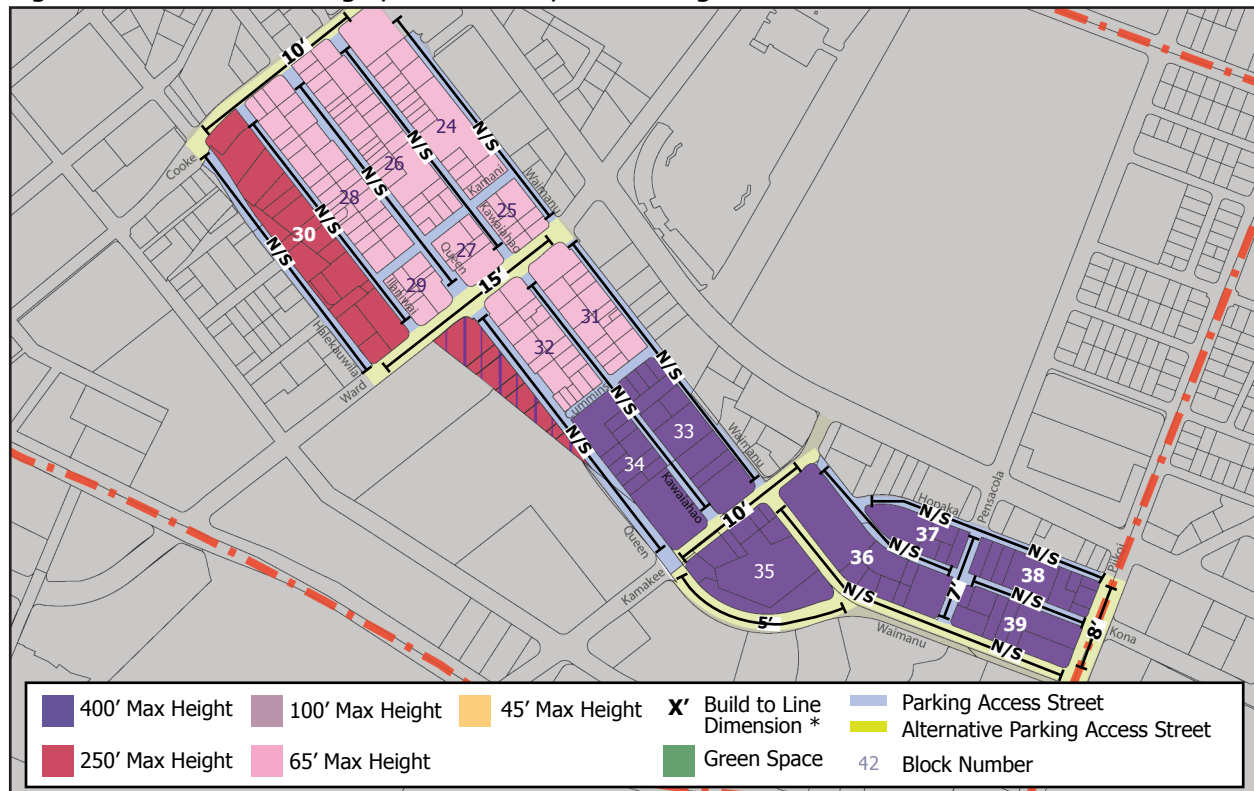 10’
N/S
24
Waimanu
N/S
26
Kamani
Cooke
N/S
28
25
Kawaiahao
30
N/S
27
Queen
N/S
15’
29
Ilaniwai
31
Halekauwila
32
Ward
N/S
ummins
N/S
33
Waimanu
N/S
34
Kawaiahao
Hopaka
Pensacola
N/S
10’
37
N/S
Queen
36
N/S
38
Piikoi
35
Kamakee
7’
N/S
N/S
39
5’
8’
Kona
Waimanu
N/S
400’ Max Height
100’ Max Height
45’ Max Height
X’ Build to Line
Dimension *
Parking Access Street
Alternative Parking Access Street
250’ Max Height
65’ Max Height
Green Space
42 Block Number